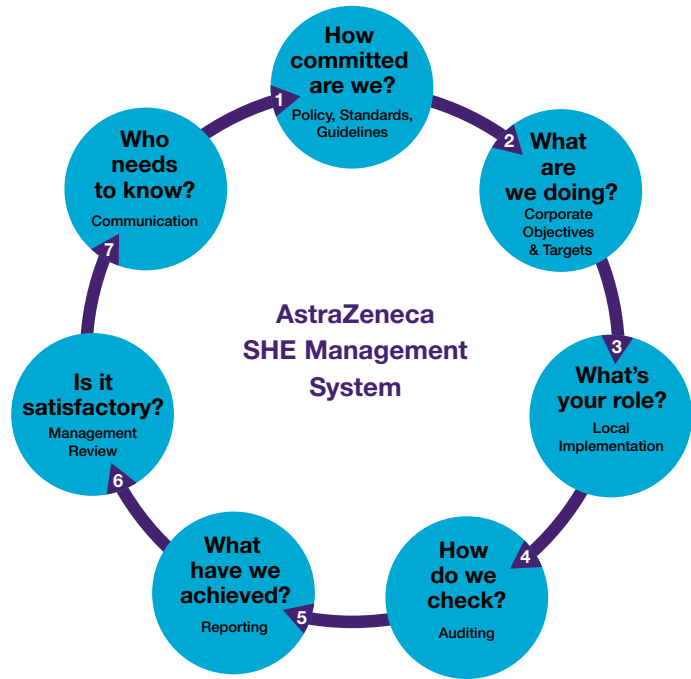 How
committed
are we?
Policy, Standards,
Guidelines
1
2
What
are
we doing?
Corporate
Objectives
& Targets
3
What's
your role?
Local
Implementation
4
How
do we
check?
Auditing
5
What
have we
achieved?
Reporting
6
Is it
satisfactory?
Management
Review
7
Who
needs
to know?
Communication
AstraZeneca
SHE Management
System